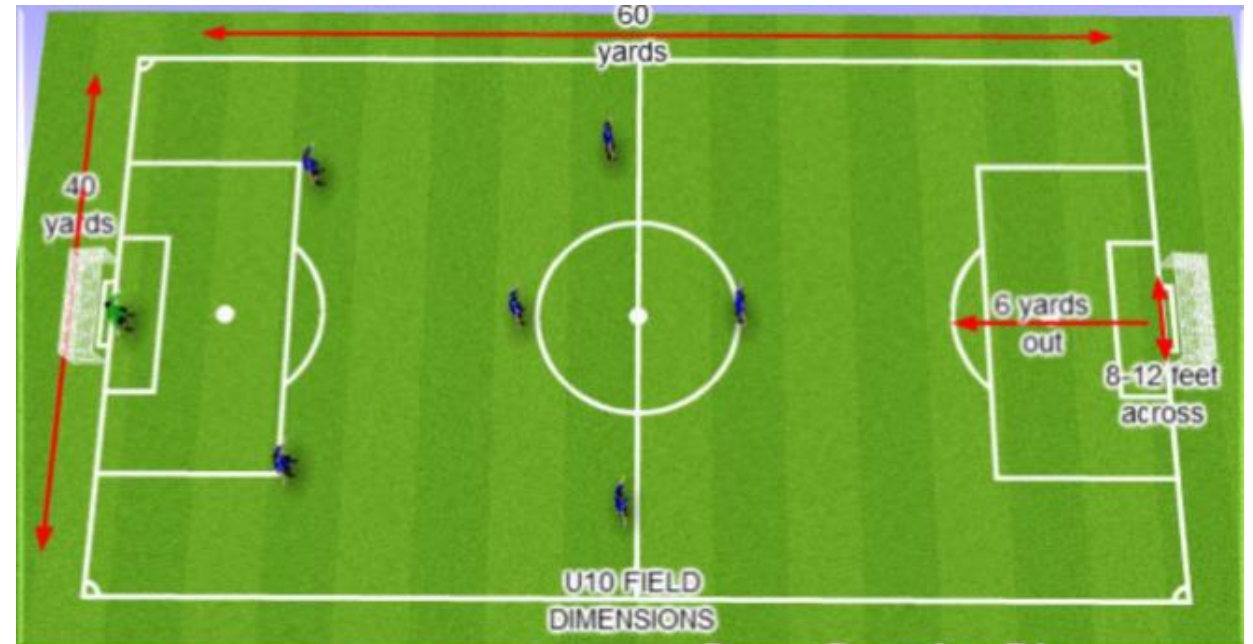 60
yards
40
yards
6 yards
out
8-12 feet
across
U10 FIELD
DIMENSIONS